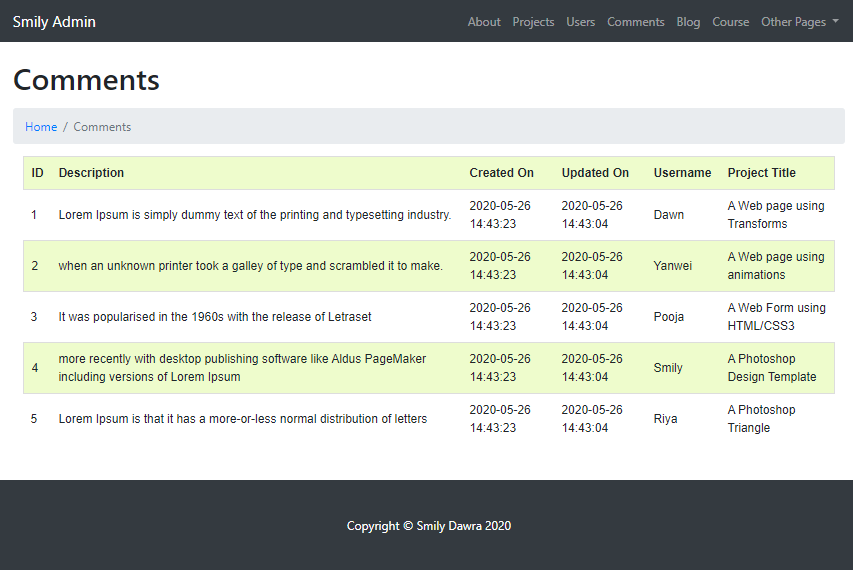 Smily Admin About Projects Users Comments Blog Course Other Pages
Comments
Home / Comments
ID Description Created On Updated On Username Project Title
1 Lorem Ipsum is simply dummy text of the printing and typesetting industry. 2020-05-26 14:43:23 2020-05-26 14:43:04 Dawn A Web page using Transforms
2 when an unknown printer took a galley of type and scrambled it to make. 2020-05-26 14:43:23 2020-05-26 14:43:04 Yanwei A Web page using animations
3 It was popularised in the 1960s with the release of Letraset 2020-05-26 14:43:23 2020-05-26 14:43:04 Pooja A Web Form using HTML/CSS3
4 more recently with desktop publishing software like Aldus PageMaker including versions of Lorem Ipsum 2020-05-26 14:43:23 2020-05-26 14:43:04 Smily A Photoshop Design Template
5 Lorem Ipsum is that it has a more-or-less normal distribution of letters 2020-05-26 14:43:23 2020-05-26 14:43:04 Riya A Photoshop Triangle
Copyright © Smily Dawra 2020